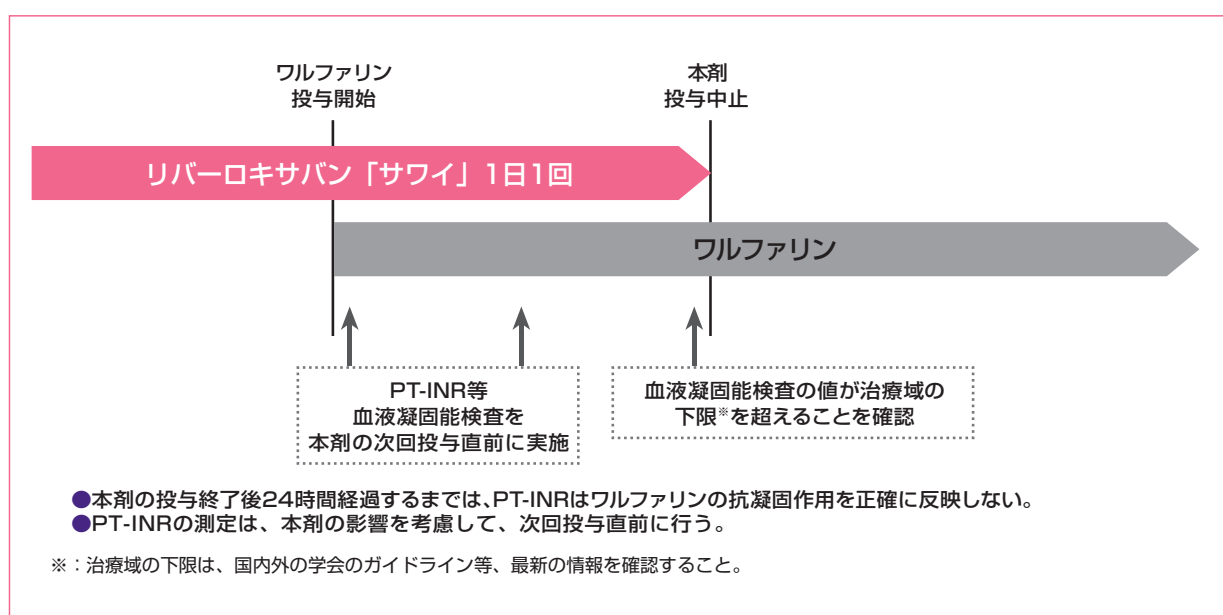 ワルファリン
投与開始
本剤
投与中止
リバーロキサバン「サワイ」1日1回
ワルファリン
PT-INR等
血液凝固能検査を
本剤の次回投与直前に実施
血液凝固能検査の値が治療域の
下限※を超えることを確認
●本剤の投与終了後24時間経過するまでは、PT-INRはワルファリンの抗凝固作用を正確に反映しない。
●PT-INRの測定は、本剤の影響を考慮して、次回投与直前に行う。
※：治療域の下限は、国内外の学会のガイドライン等、最新の情報を確認すること。